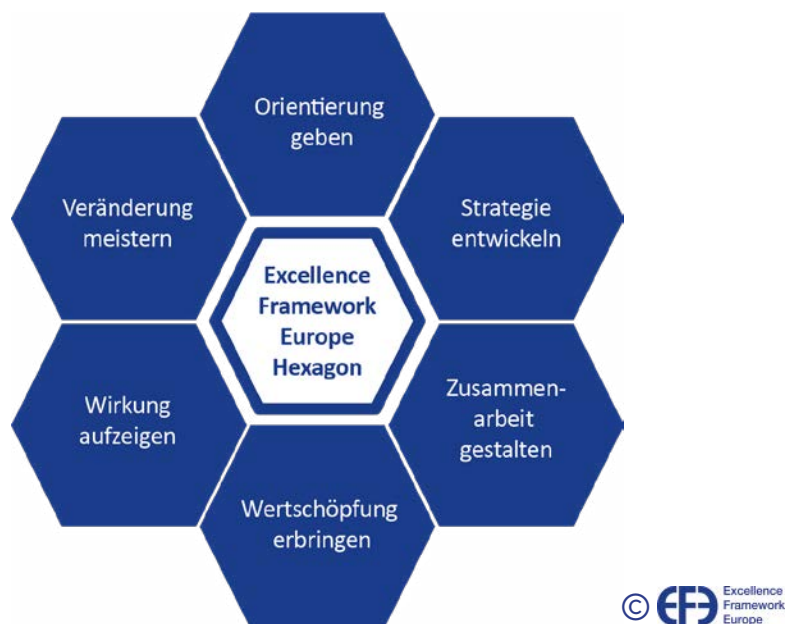 Orientierung
geben
Strategie
entwickeln
Zusammen-
arbeit
gestalten
Wertschöpfung
erbringen
Wirkung
aufzeigen
Veränderung
meistern
Excellence
Framework
Europe
Hexagon
© EFE
Excellence
Framework
Europe